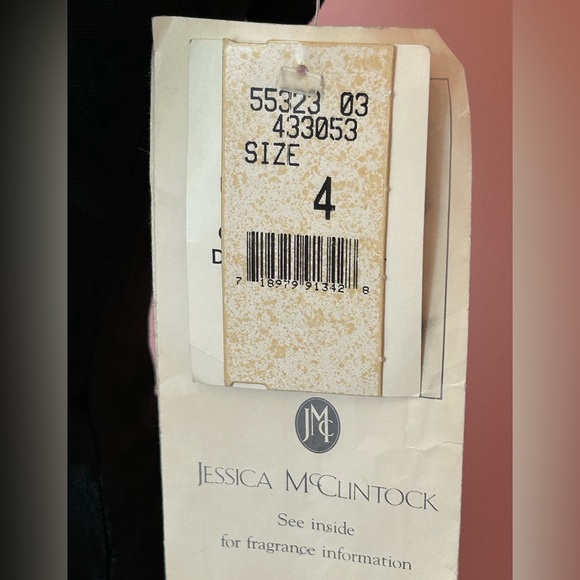 55323 03
433053
SIZE
4
D
7 18979 91342 8
JMC
JESSICA McCLINTOCK
See inside
for fragrance information